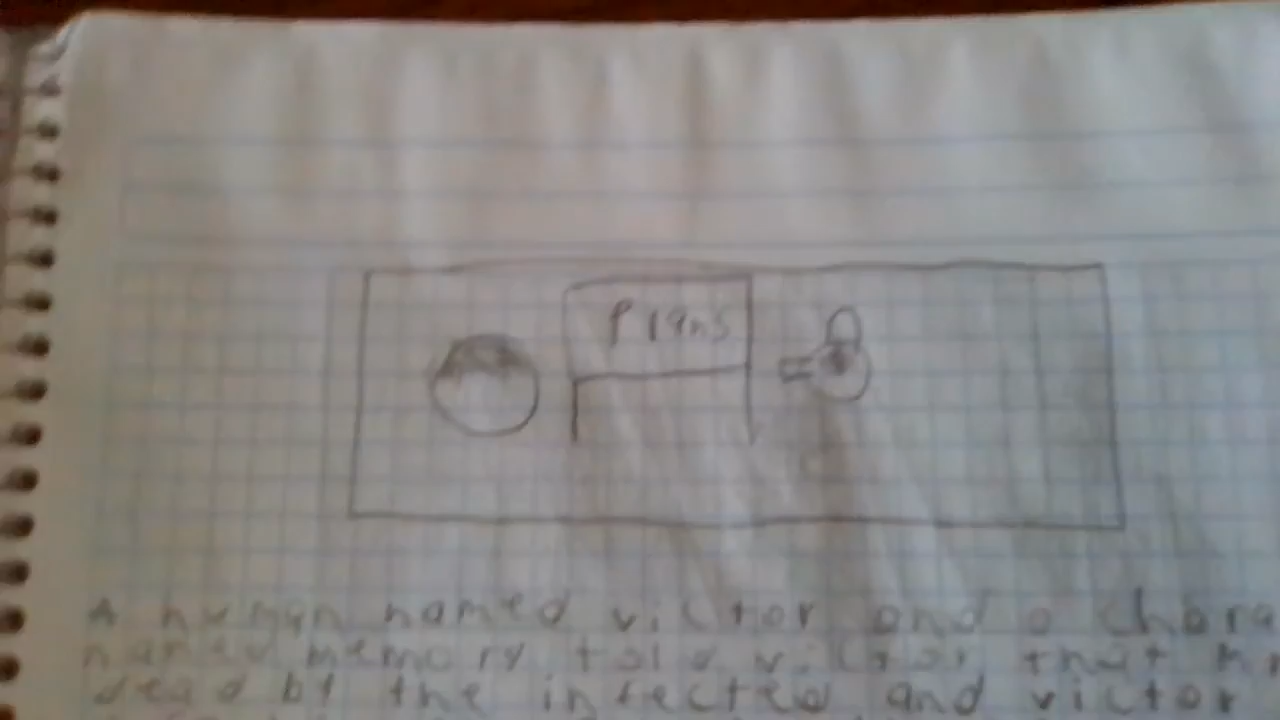 Plans
A human named victor and a chara
named memory told victor that h
dead by the infected and victor